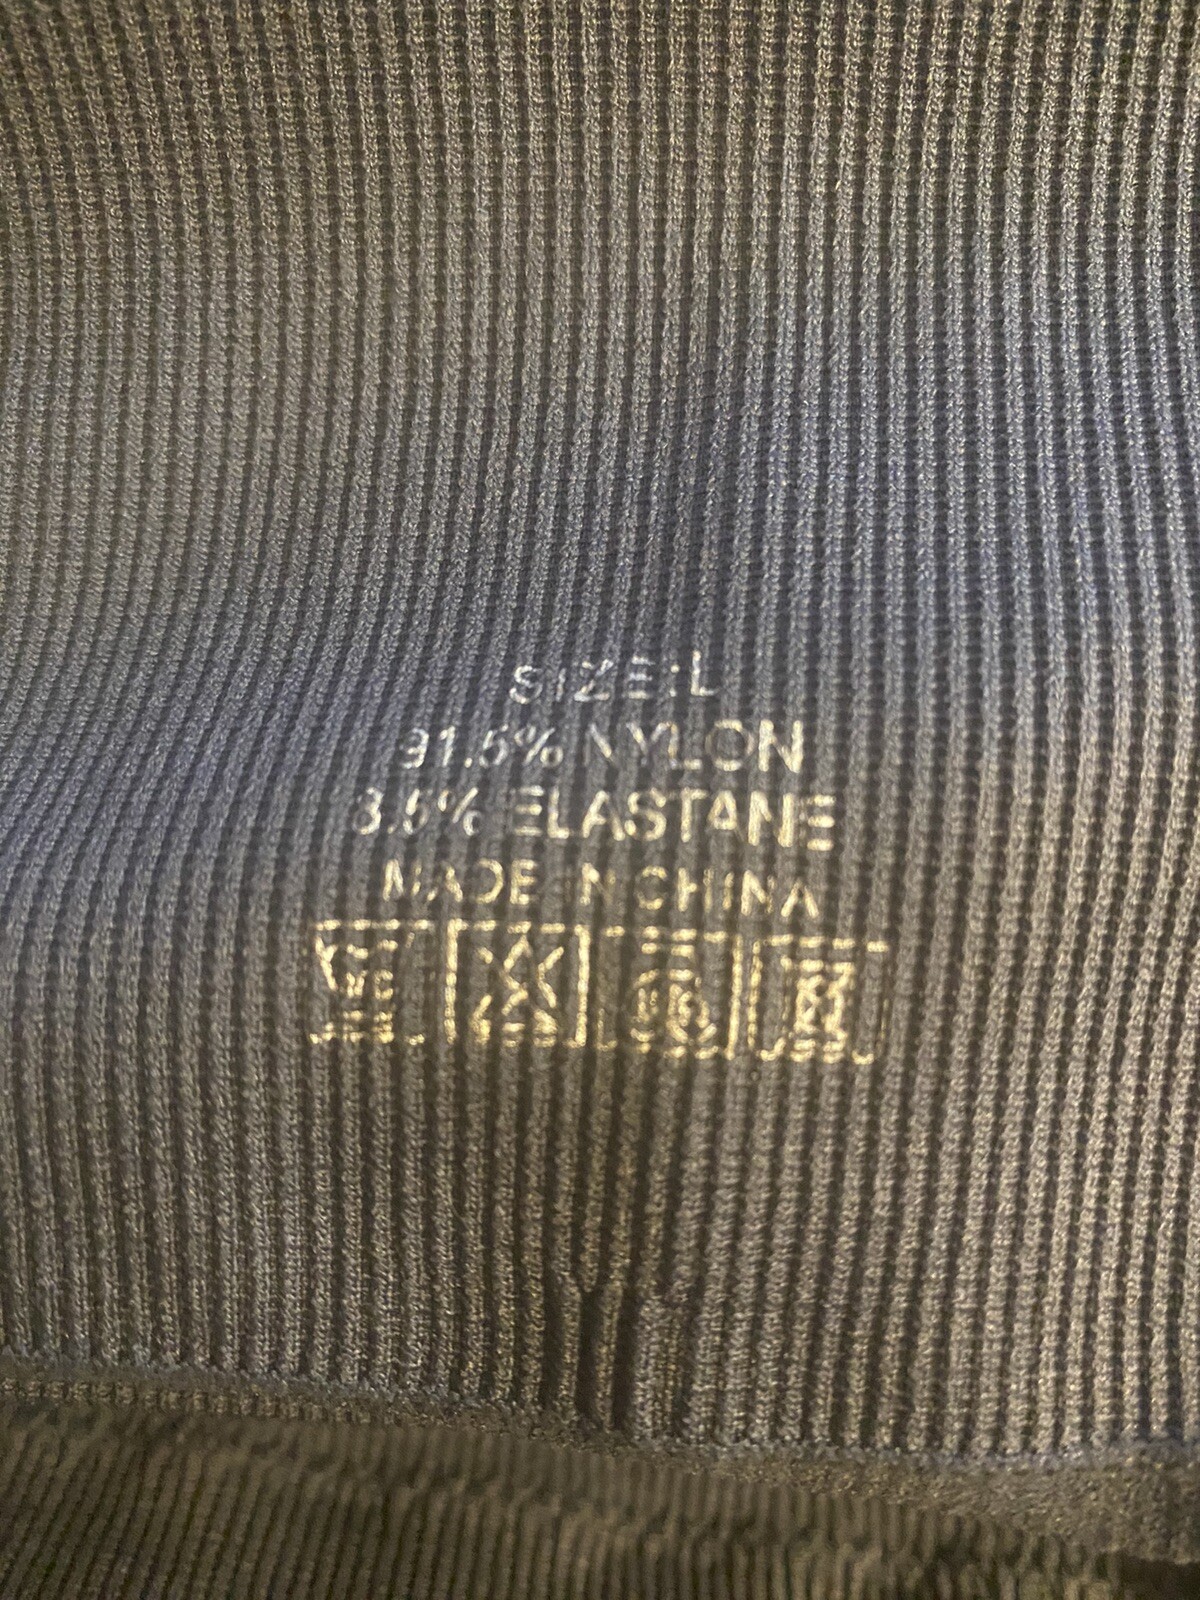 SIZE:L
91.5% NYLON
8.5% ELASTANE
MADE IN CHINA